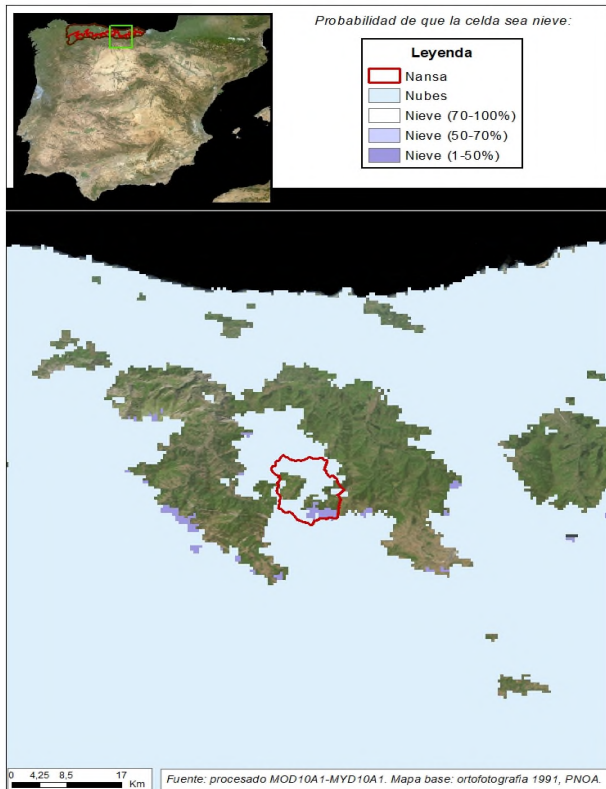 Probabilidad de que la celda sea nieve:
Leyenda
Nansa
Nubes
Nieve (70-100%)
Nieve (50-70%)
Nieve (1-50%)
0 4,25 8,5 17
Km
Fuente: procesado MOD10A1-MYD10A1. Mapa base: ortofotografia 1991, PNOA.